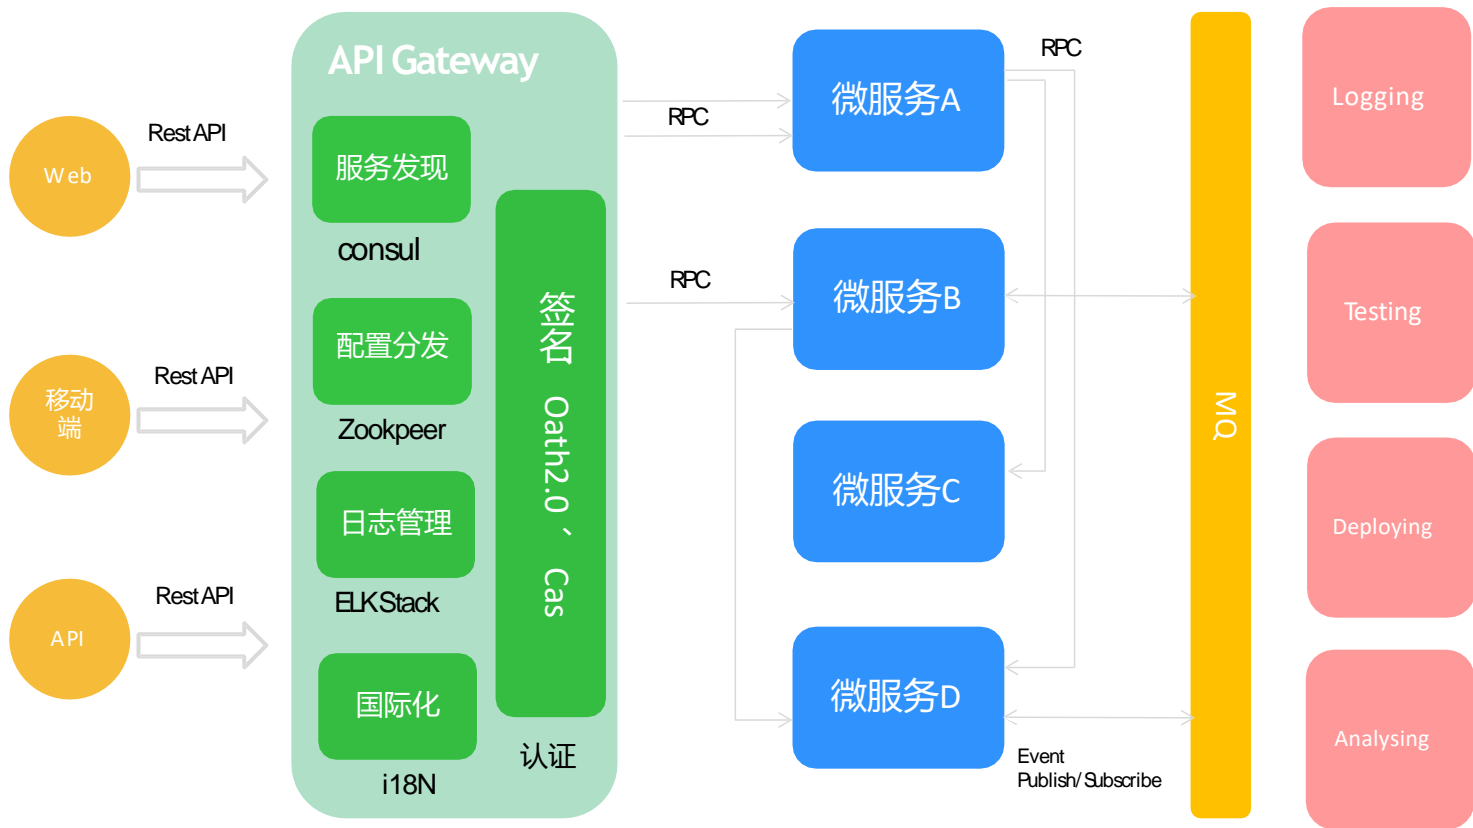 Web
移动
端
API
Rest API
Rest API
Rest API
API Gateway
服务发现
consul
配置分发
Zookpeer
日志管理
ELK Stack
国际化
i18N
签名、Oath2.0、Cas
认证
RPC
RPC
RPC
微服务A
微服务B
微服务C
微服务D
Event
Publish/Subscribe
MQ
Logging
Testing
Deploying
Analysing